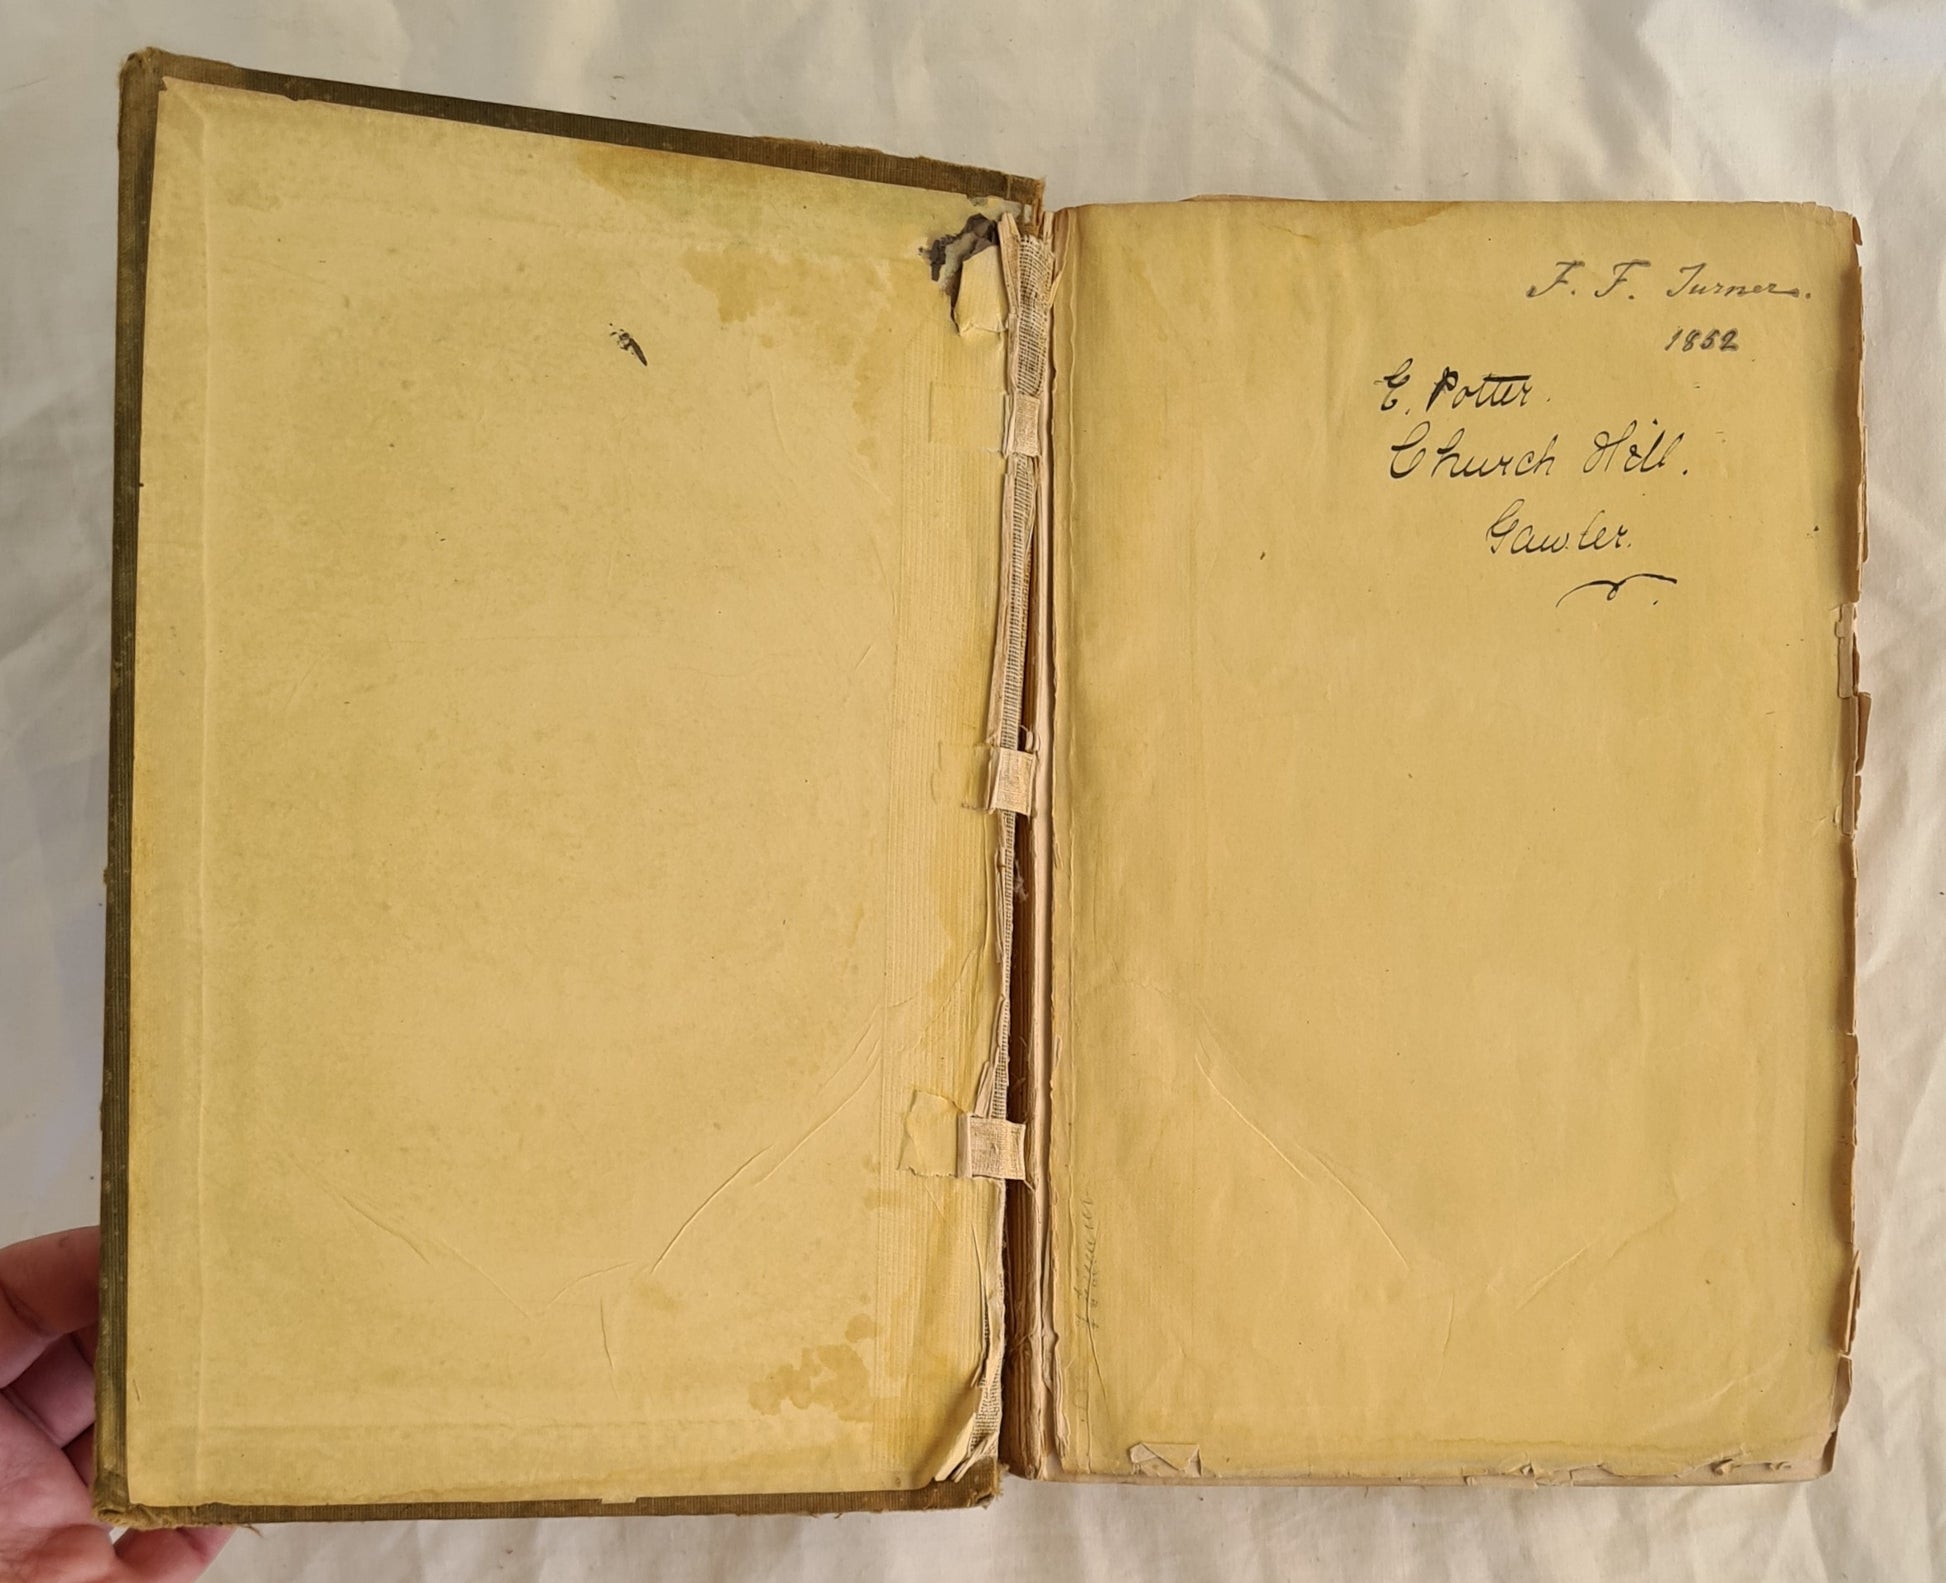 F. F. Turner.
1852
E. Potter.
Church Hill.
Gawler.